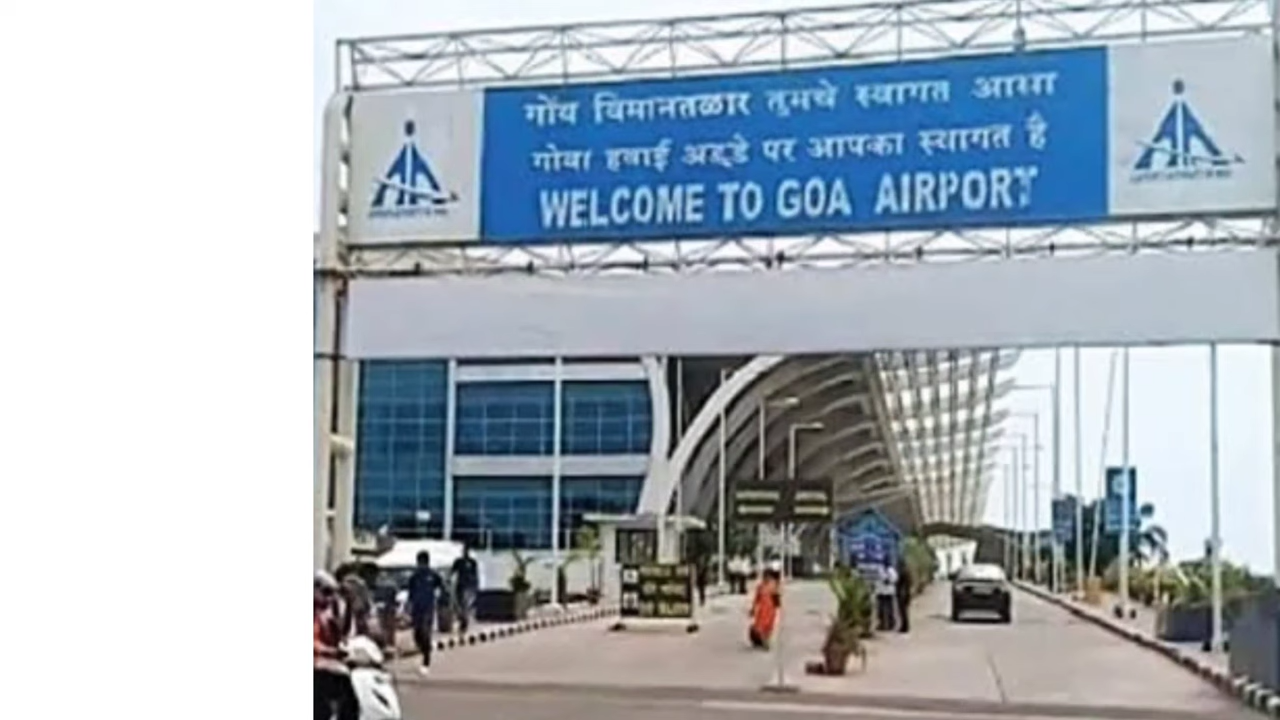 गोंय विमानतळार तुमचे स्वागत आसा
गोवा हवाई अड्डे पर आपका स्वागत है
WELCOME TO GOA AIRPORT